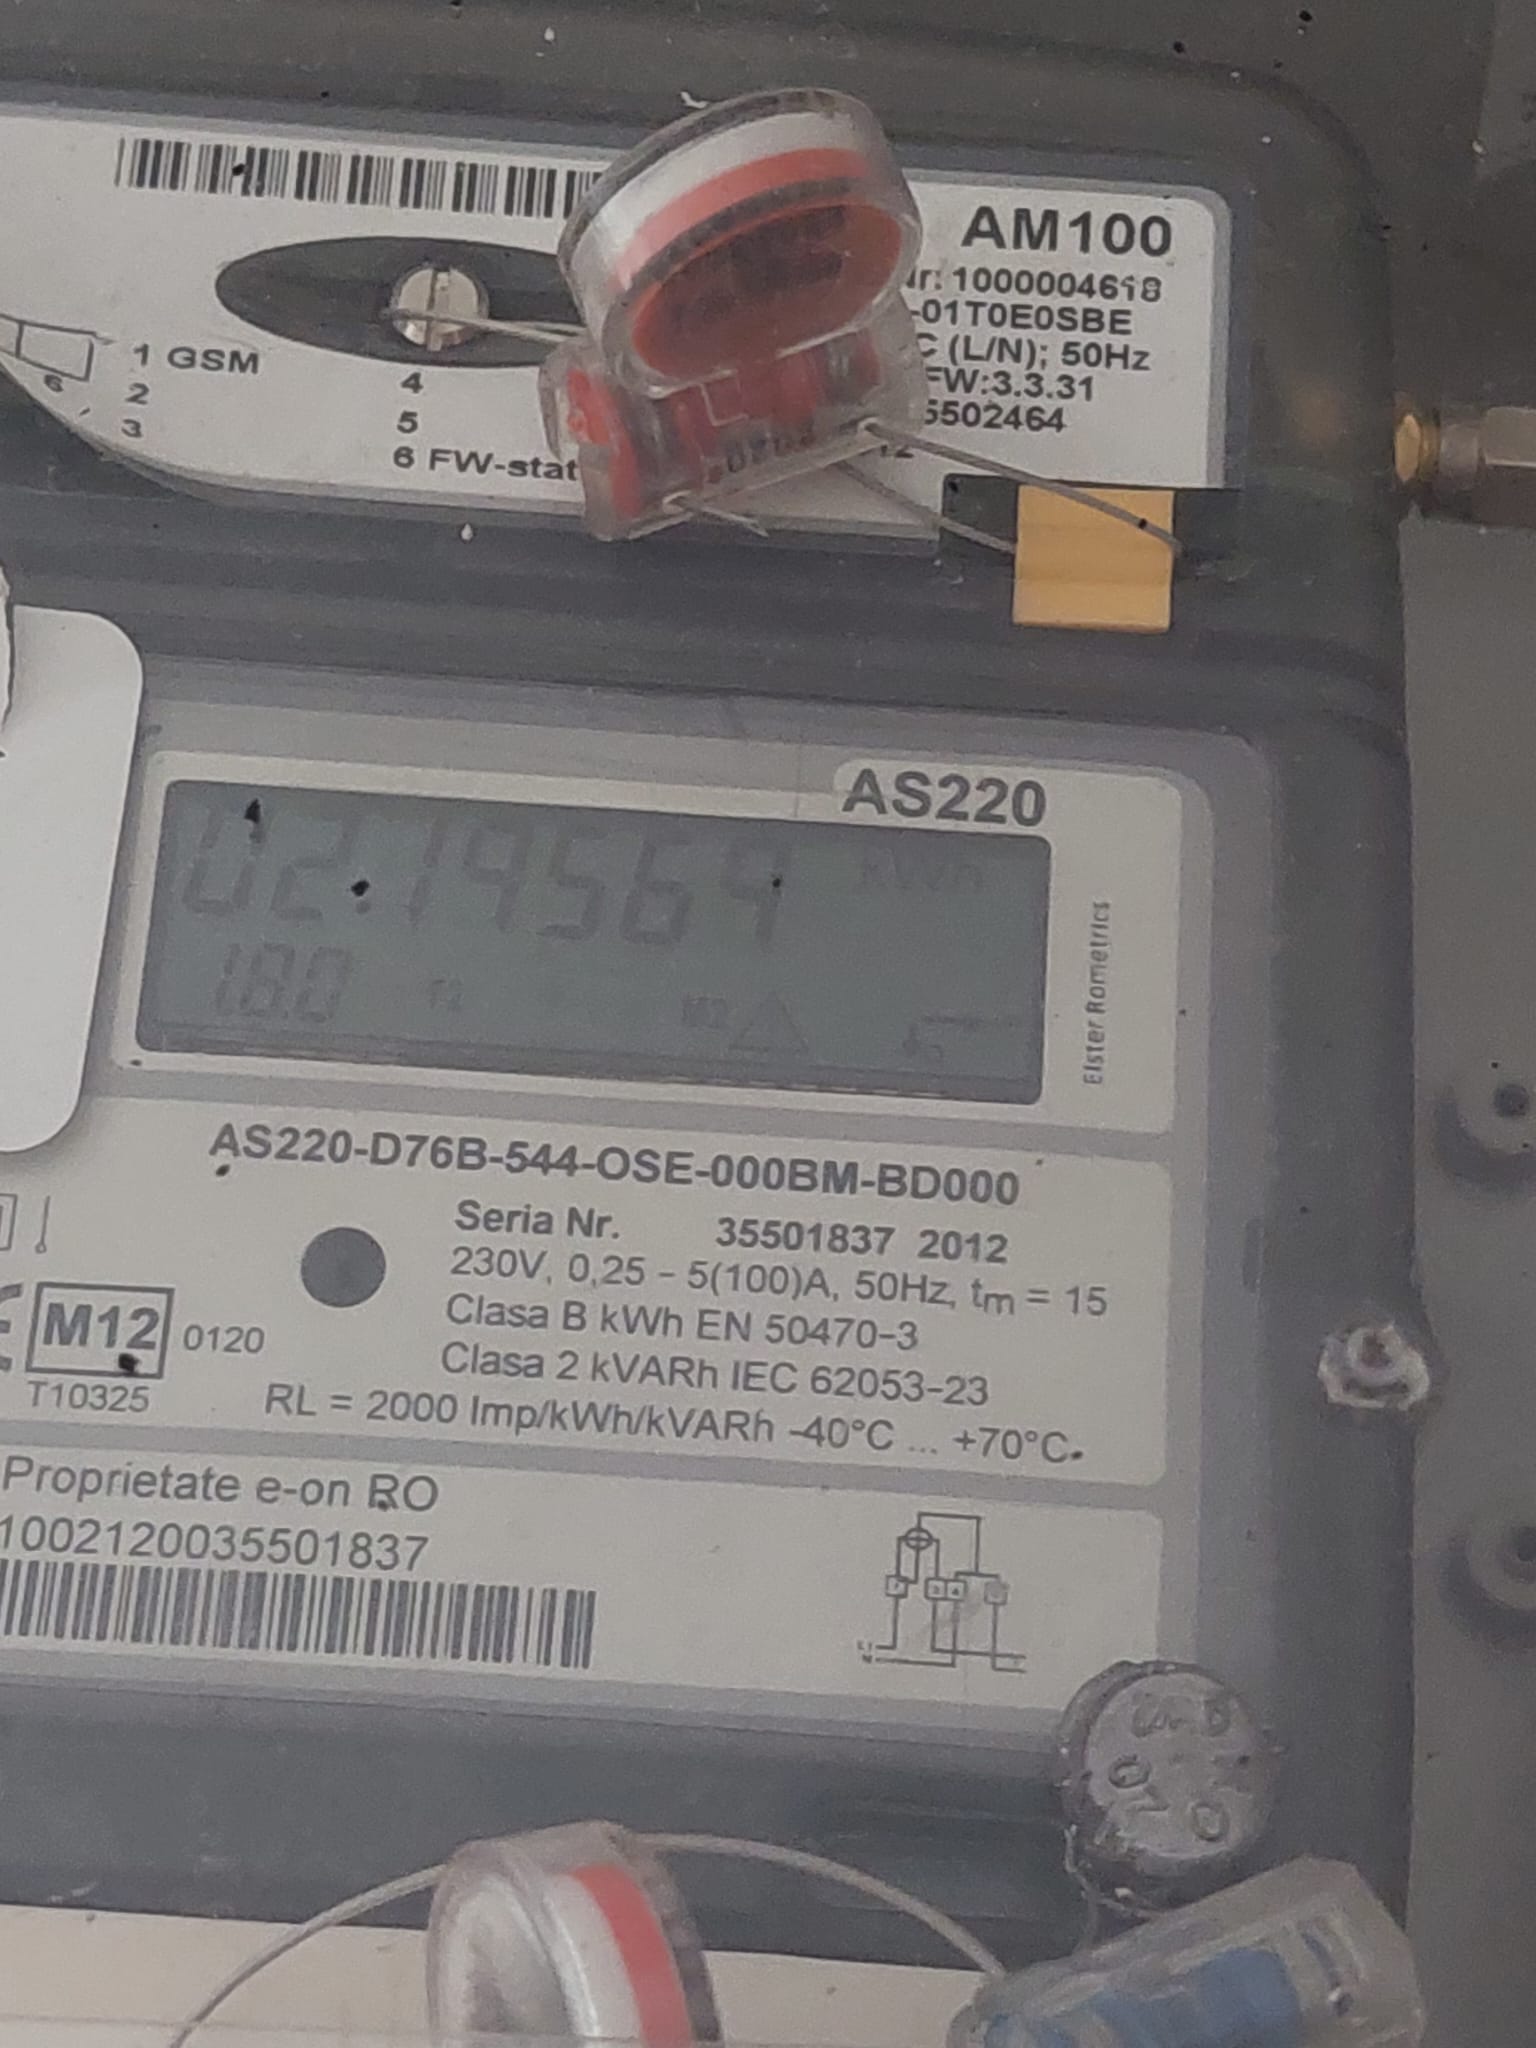 AM100
1000004618
-01T0E0SBE
(L/N); 50Hz
FW:3.3.31
5502464
1 GSM
2
3
4
5
6 FW-stat
6
AS220
kWh
1.8.0
Elster Rometrics
AS220-D76B-544-OSE-000BM-BD000
Seria Nr. 35501837 2012
230V, 0,25 – 5(100)A, 50Hz, tm = 15
Clasa B kWh EN 50470-3
Clasa 2 kVARh IEC 62053-23
M12 0120
T10325
RL = 2000 Imp/kWh/kVARh -40°C ... +70°C.
Proprietate e-on RO
1002120035501837